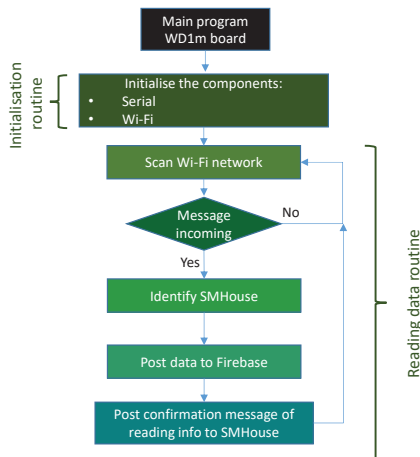 Main program
WD1m board
Initialisation
routine
Initialise the components:
• Serial
• Wi-Fi
Scan Wi-Fi network
Message
incoming
No
Yes
Identify SMHouse
Post data to Firebase
Post confirmation message of
reading info to SMHouse
Reading data routine